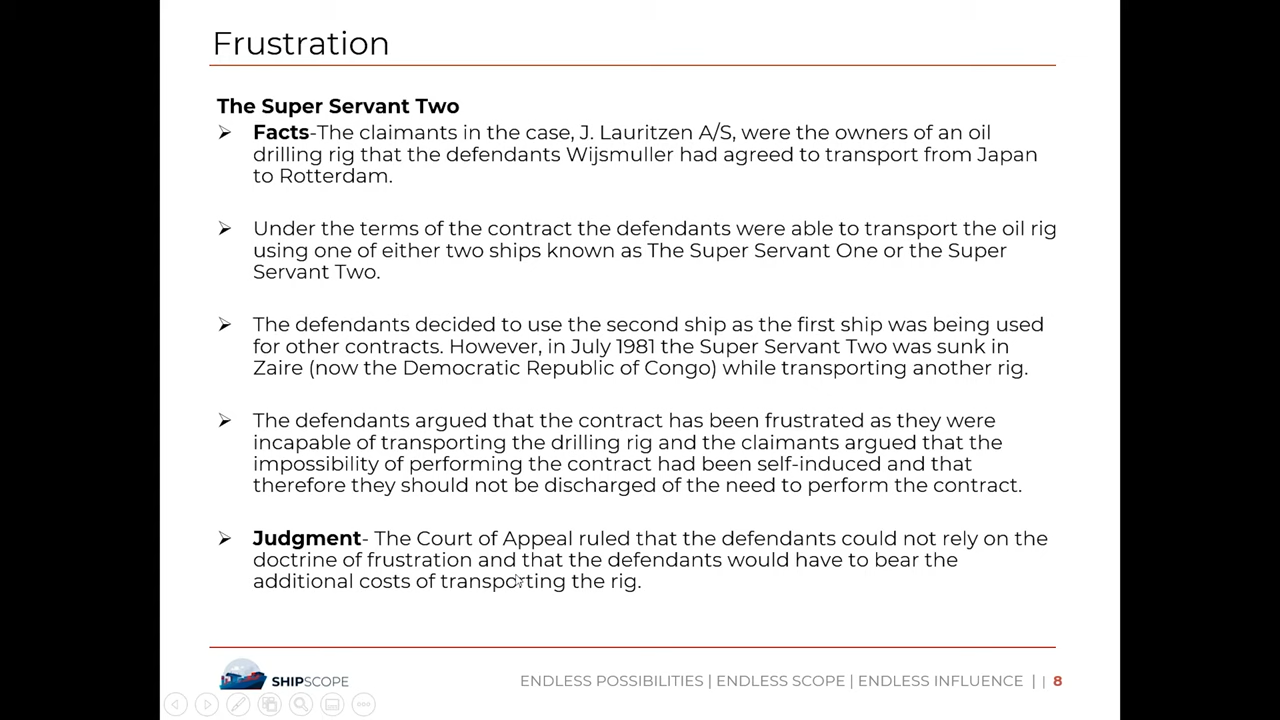 Frustration
The Super Servant Two
➢ Facts-The claimants in the case, J. Lauritzen A/S, were the owners of an oil
drilling rig that the defendants Wijsmuller had agreed to transport from Japan
to Rotterdam.
➢ Under the terms of the contract the defendants were able to transport the oil rig
using one of either two ships known as The Super Servant One or the Super
Servant Two.
➢ The defendants decided to use the second ship as the first ship was being used
for other contracts. However, in July 1981 the Super Servant Two was sunk in
Zaire (now the Democratic Republic of Congo) while transporting another rig.
➢ The defendants argued that the contract has been frustrated as they were
incapable of transporting the drilling rig and the claimants argued that the
impossibility of performing the contract had been self-induced and that
therefore they should not be discharged of the need to perform the contract.
➢ Judgment- The Court of Appeal ruled that the defendants could not rely on the
doctrine of frustration and that the defendants would have to bear the
additional costs of transporting the rig.
SHIPSCOPE
ENDLESS POSSIBILITIES | ENDLESS SCOPE | ENDLESS INFLUENCE | | 8